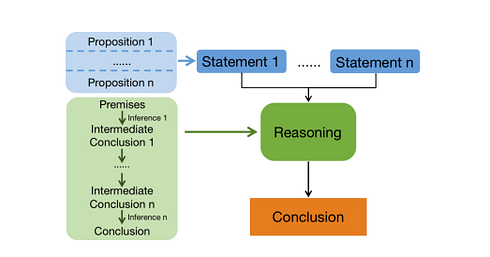 Proposition 1
......
Proposition n
Statement 1
......
Statement n
Premises
Inference 1
Intermediate
Conclusion 1
......
Intermediate
Conclusion n
Inference n
Conclusion
Reasoning
Conclusion